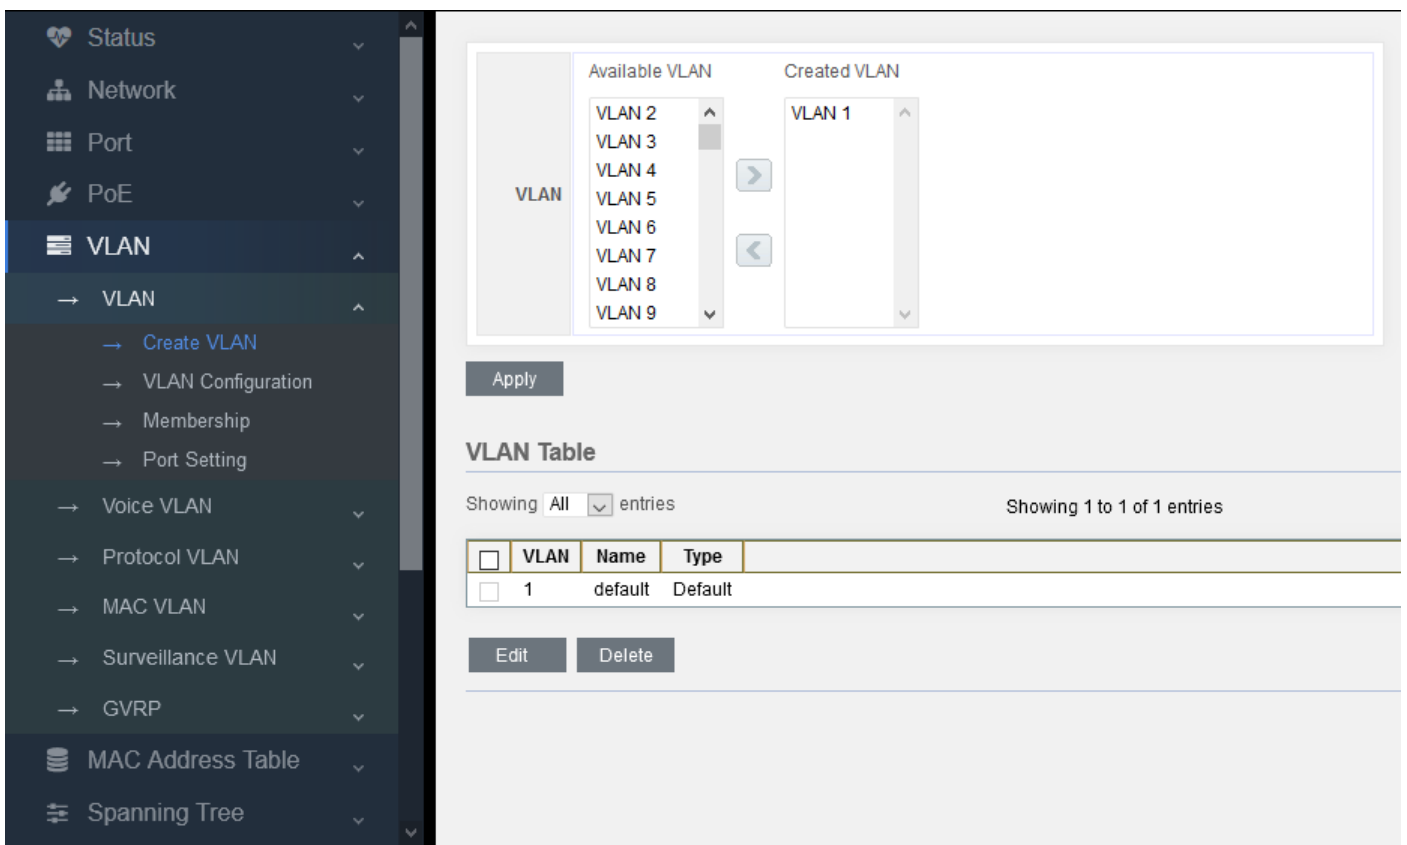 Status
Network
Port
PoE
VLAN
→ VLAN
→ Create VLAN
→ VLAN Configuration
→ Membership
→ Port Setting
→ Voice VLAN
→ Protocol VLAN
→ MAC VLAN
→ Surveillance VLAN
→ GVRP
MAC Address Table
Spanning Tree
Available VLAN Created VLAN
VLAN
VLAN 2
VLAN 3
VLAN 4
VLAN 5
VLAN 6
VLAN 7
VLAN 8
VLAN 9
VLAN 1
Apply
VLAN Table
Showing All entries Showing 1 to 1 of 1 entries
VLAN Name Type
1 default Default
Edit Delete